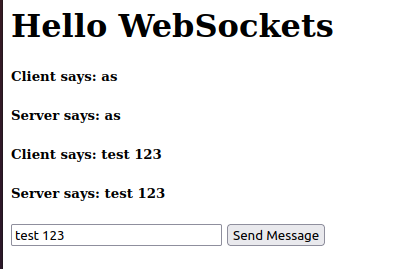 Hello WebSockets
Client says: as
Server says: as
Client says: test 123
Server says: test 123
test 123 Send Message